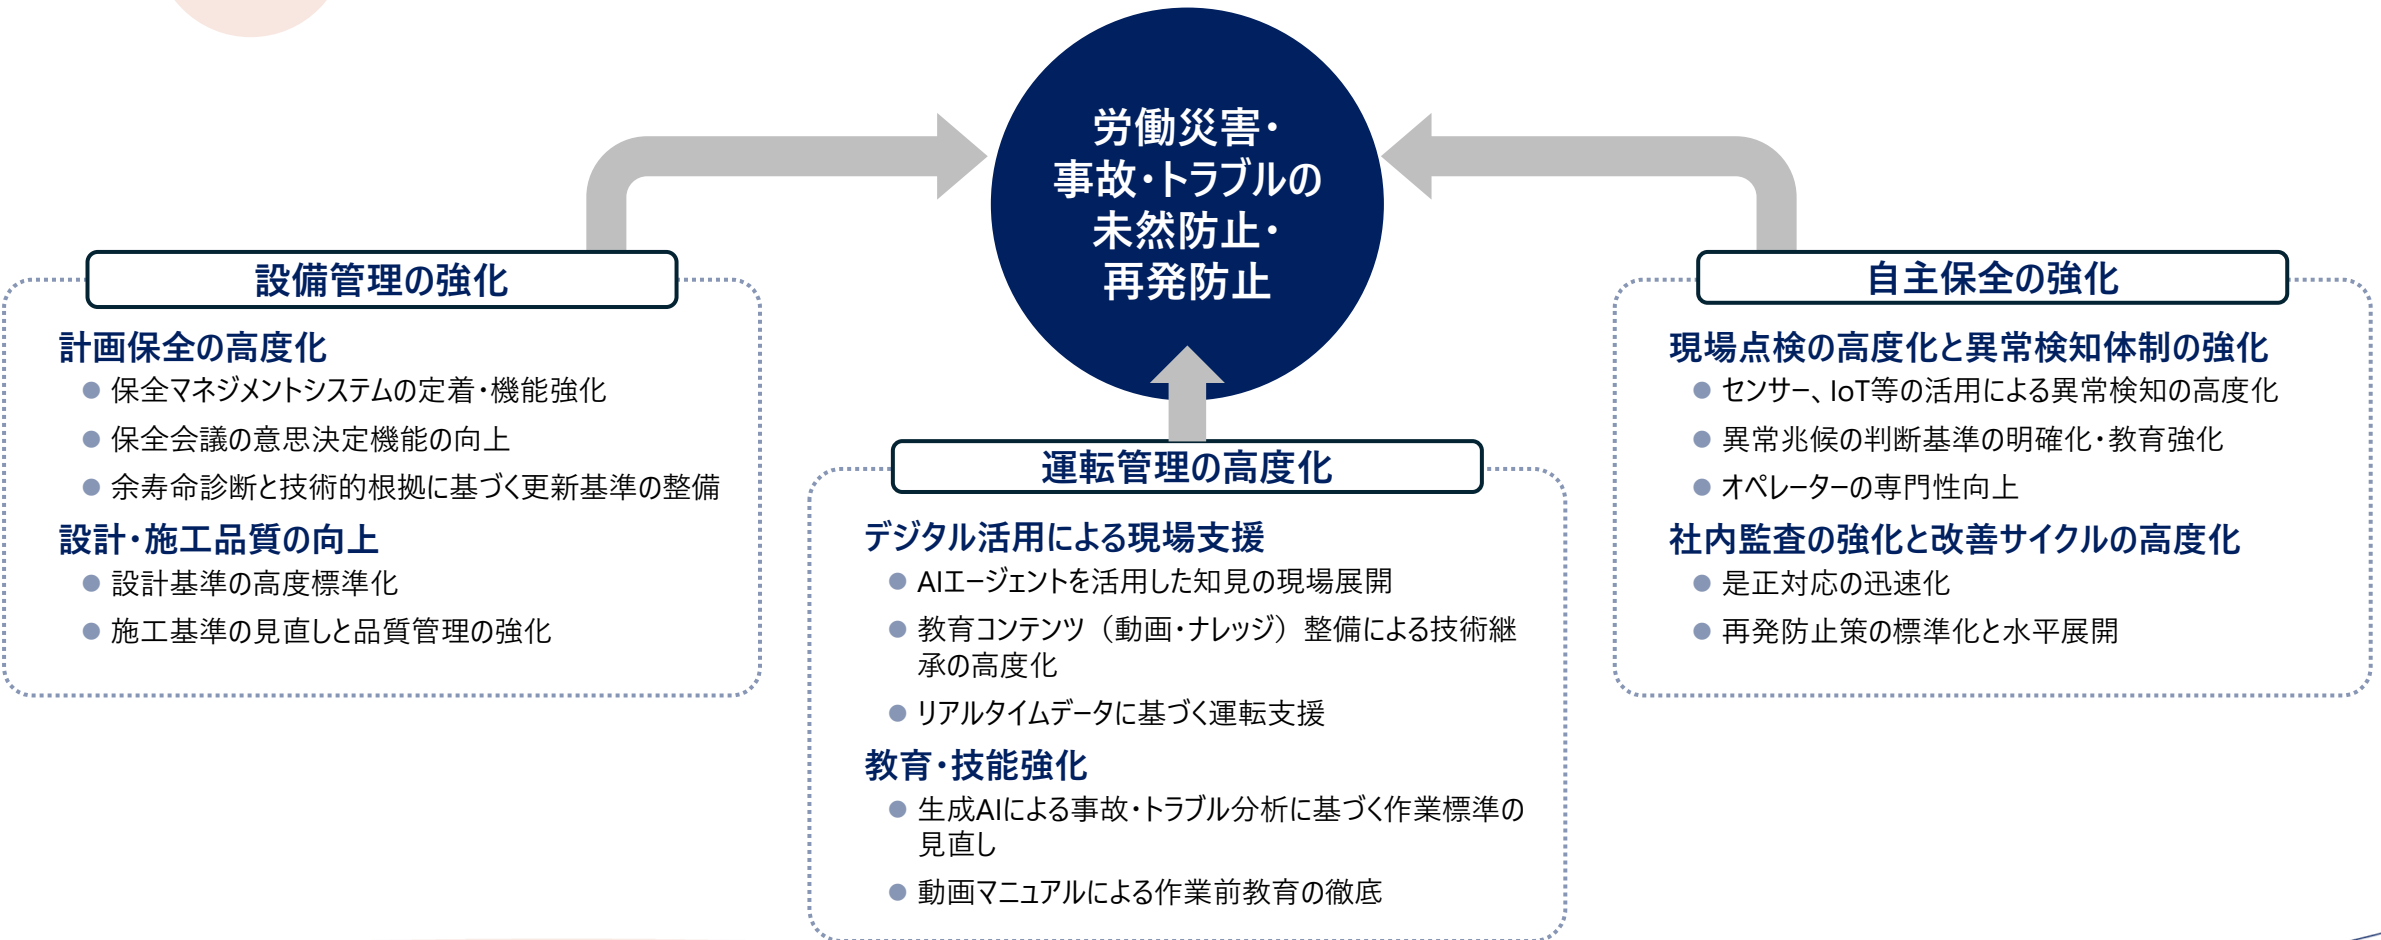 労働災害・
事故・トラブルの
未然防止・
再発防止
設備管理の強化
計画保全の高度化
● 保全マネジメントシステムの定着・機能強化
● 保全会議の意思決定機能の向上
● 余寿命診断と技術的根拠に基づく更新基準の整備
設計・施工品質の向上
● 設計基準の高度標準化
● 施工基準の見直しと品質管理の強化
運転管理の高度化
デジタル活用による現場支援
● AIエージェントを活用した知見の現場展開
● 教育コンテンツ（動画・ナレッジ）整備による技術継
承の高度化
● リアルタイムデータに基づく運転支援
教育・技能強化
● 生成AIによる事故・トラブル分析に基づく作業標準の
見直し
● 動画マニュアルによる作業前教育の徹底
自主保全の強化
現場点検の高度化と異常検知体制の強化
● センサー、IoT等の活用による異常検知の高度化
● 異常兆候の判断基準の明確化・教育強化
● オペレーターの専門性向上
社内監査の強化と改善サイクルの高度化
● 是正対応の迅速化
● 再発防止策の標準化と水平展開